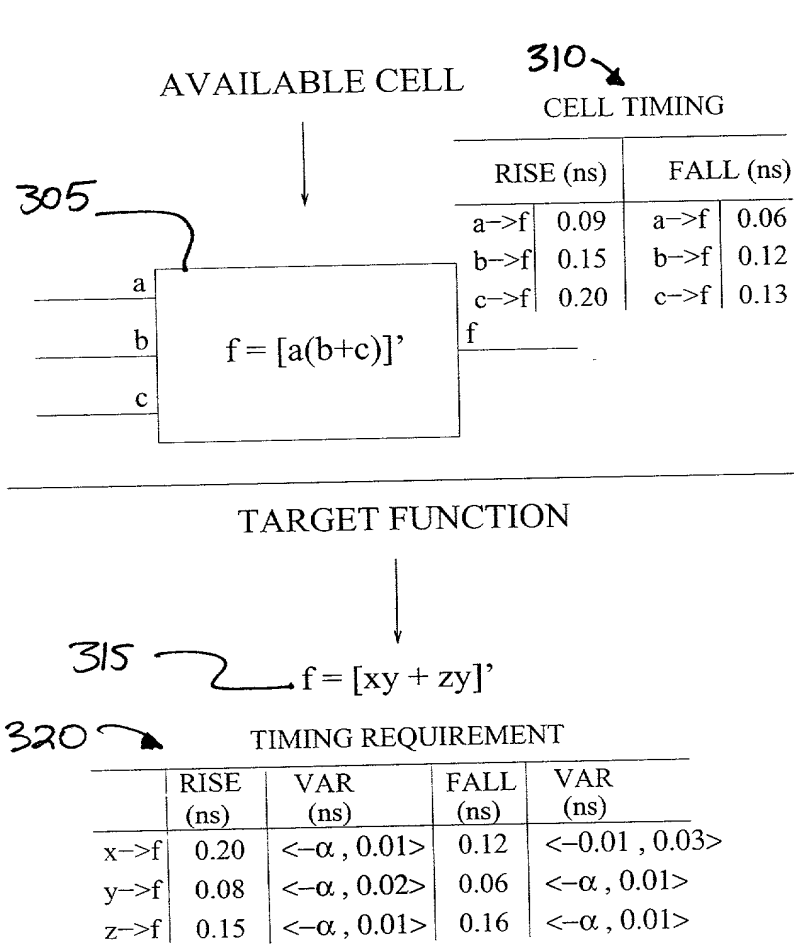 310
AVAILABLE CELL
CELL TIMING
RISE (ns) FALL (ns)
305
a->f 0.09 a->f 0.06
b->f 0.15 b->f 0.12
c->f 0.20 c->f 0.13
a
b
c
f = [a(b+c)]’
f
TARGET FUNCTION
315
f = [xy + zy]’
320
TIMING REQUIREMENT
RISE (ns) VAR (ns) FALL (ns) VAR (ns)
x->f 0.20 <-α , 0.01> 0.12 <-0.01 , 0.03>
y->f 0.08 <-α , 0.02> 0.06 <-α , 0.01>
z->f 0.15 <-α , 0.01> 0.16 <-α , 0.01>